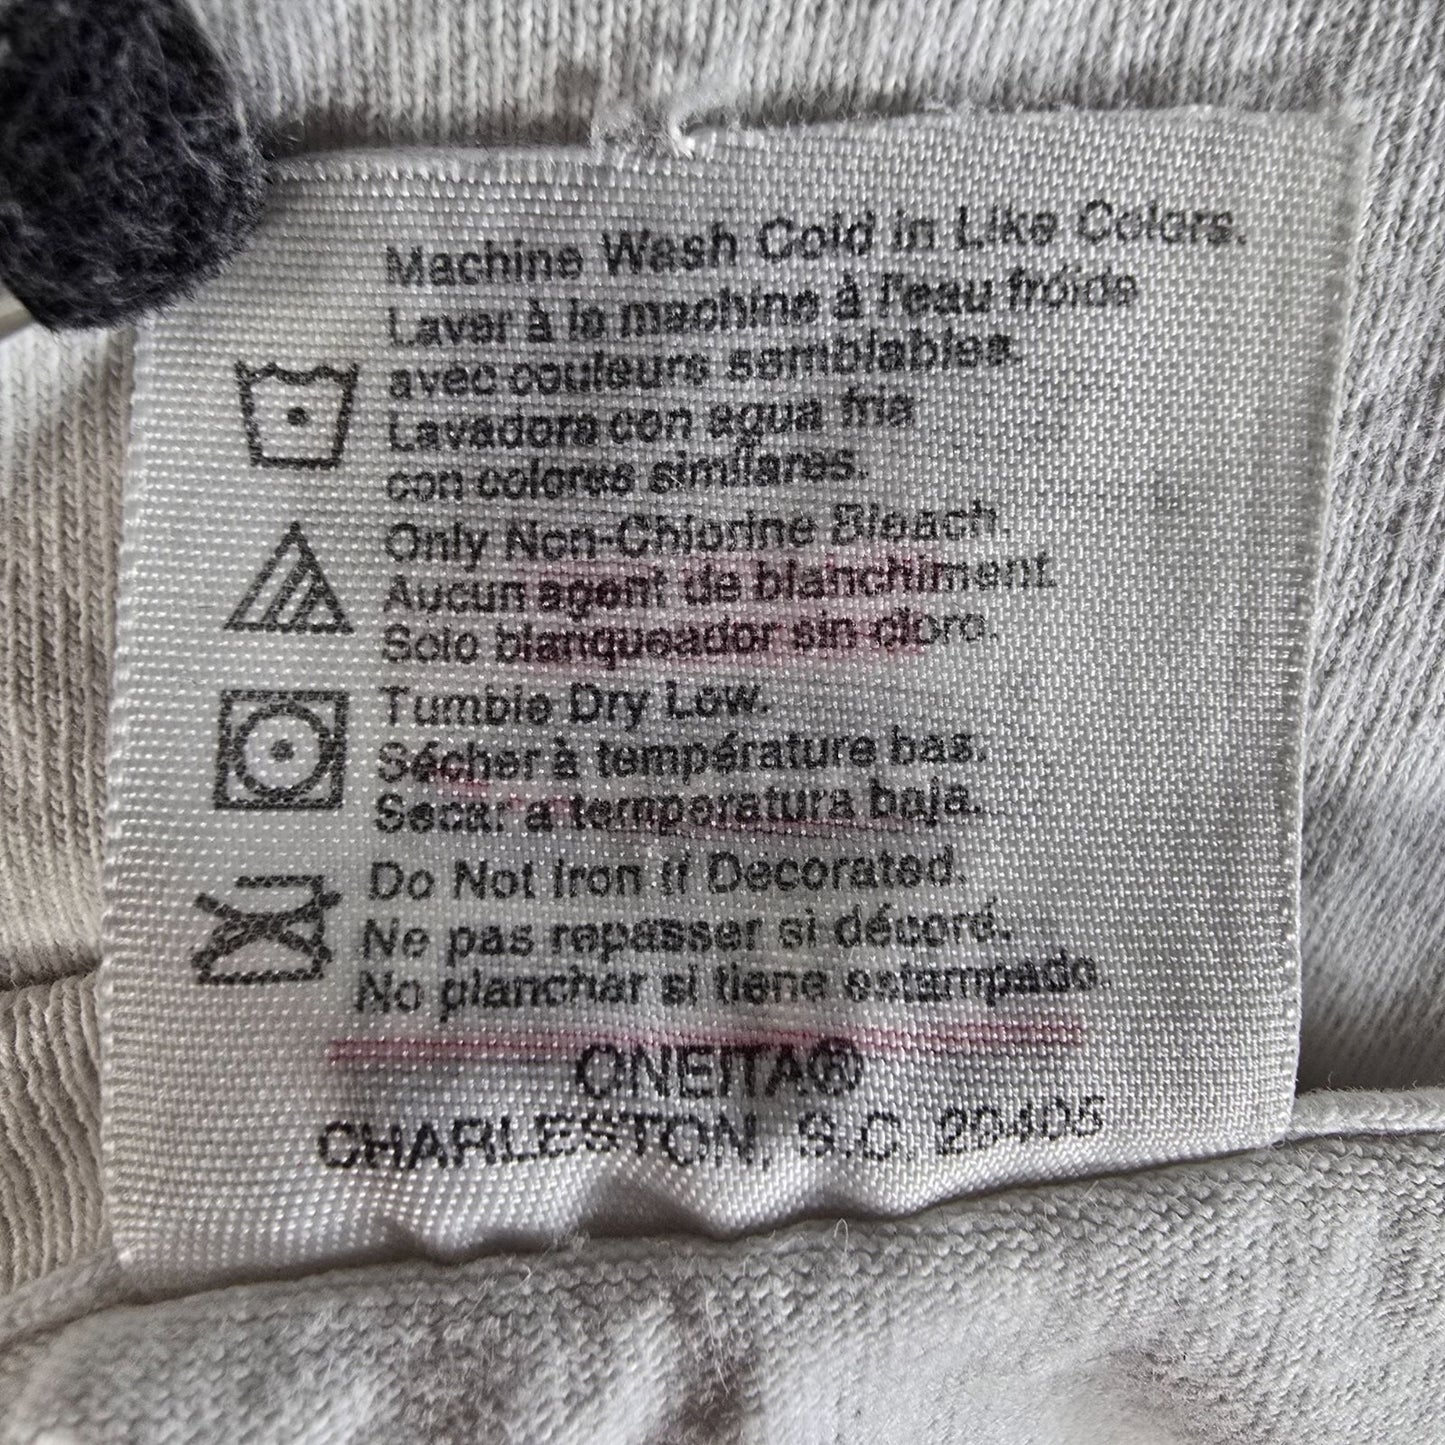 Machine Wash Cold in Like Colors.
Laver à la machine à l'eau fróide
avec couleurs semblables.
Lavadora con agua fria
con colores similares.
Only Non-Chlorine Bleach.
Aucun agent de blanchiment.
Solo blanqueador sin cloro.
Tumble Dry Low.
Sécher à température bas.
Secar a temperatura baja.
Do Not Iron if Decorated.
Ne pas repasser si décoré.
No planchar si tiene estampado.
ONEITA®
CHARLESTON, S.C. 29405